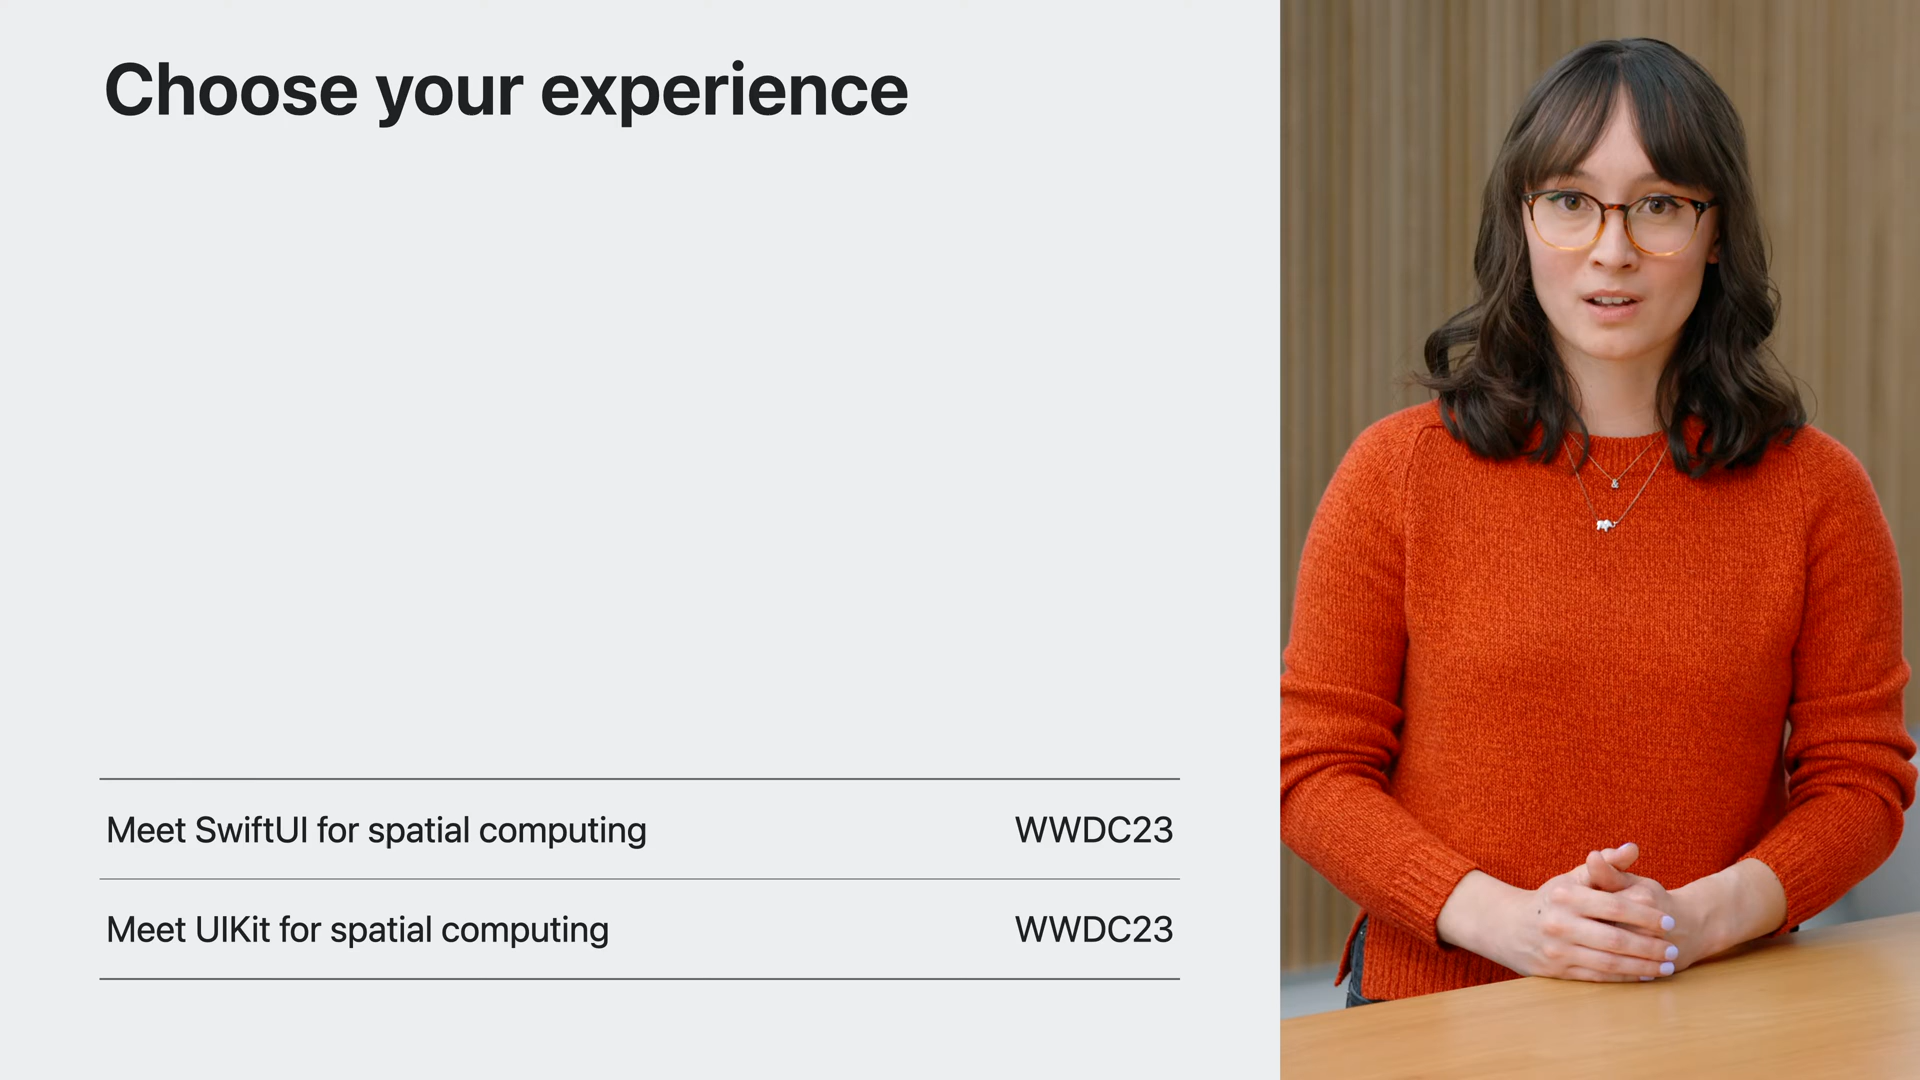 Choose your experience
Meet SwiftUI for spatial computing WWDC23
Meet UIKit for spatial computing WWDC23